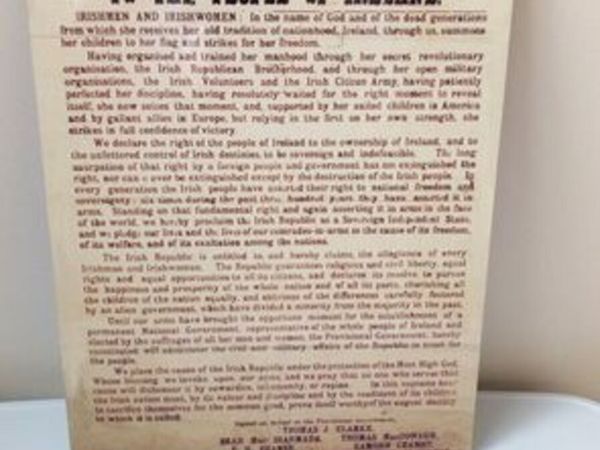 TO THE PEOPLE OF IRELAND.
IRISHMEN AND IRISHWOMEN: In the name of God and of the dead generations
from which she receives her old tradition of nationhood, Ireland, through us, summons
her children to her flag and strikes for her freedom.
Having organised and trained her manhood through her secret revolutionary
organisation, the Irish Republican Brotherhood, and through her open military
organisations, the Irish Volunteers and the Irish Citizen Army, having patiently
perfected her discipline, having resolutely waited for the right moment to reveal
itself, she now seizes that moment, and, supported by her exiled children in America
and by gallant allies in Europe, but relying in the first on her own strength, she
strikes in full confidence of victory.
We declare the right of the people of Ireland to the ownership of Ireland, and to
the unfettered control of Irish destinies, to be sovereign and indefeasible. The long
usurpation of that right by a foreign people and government has not extinguished the
right, nor can it ever be extinguished except by the destruction of the Irish people. In
every generation the Irish people have asserted their right to national freedom and
sovereignty; six times during the past three hundred years they have asserted it in
arms. Standing on that fundamental right and again asserting it in arms in the face
of the world, we hereby proclaim the Irish Republic as a Sovereign Independent State,
and we pledge our lives and the lives of our comrades-in-arms to the cause of its freedom,
of its welfare, and of its exaltation among the nations.
The Irish Republic is entitled to, and hereby claims, the allegiance of every
Irishman and Irishwoman. The Republic guarantees religious and civil liberty, equal
rights and equal opportunities to all its citizens, and declares its resolve to pursue
the happiness and prosperity of the whole nation and of all its parts, cherishing all
the children of the nation equally, and oblivious of the differences carefully fostered
by an alien government, which have divided a minority from the majority in the past.
Until our arms have brought the opportune moment for the establishment of a
permanent National Government, representative of the whole people of Ireland and
elected by the suffrages of all her men and women, the Provisional Government, hereby
constituted, will administer the civil and military affairs of the Republic in trust for
the people.
We place the cause of the Irish Republic under the protection of the Most High God,
Whose blessing we invoke upon our arms, and we pray that no one who serves that
cause will dishonour it by cowardice, inhumanity, or rapine. In this supreme hour
the Irish nation must, by its valour and discipline and by the readiness of its children
to sacrifice themselves for the common good, prove itself worthy of the august destiny
to which it is called.
Signed on Behalf of the Provisional Government,
THOMAS J. CLARKE,
SEAN Mac DIARMADA, THOMAS MacDONAGH,
P. H. PEARSE, EAMONN CEANNT,